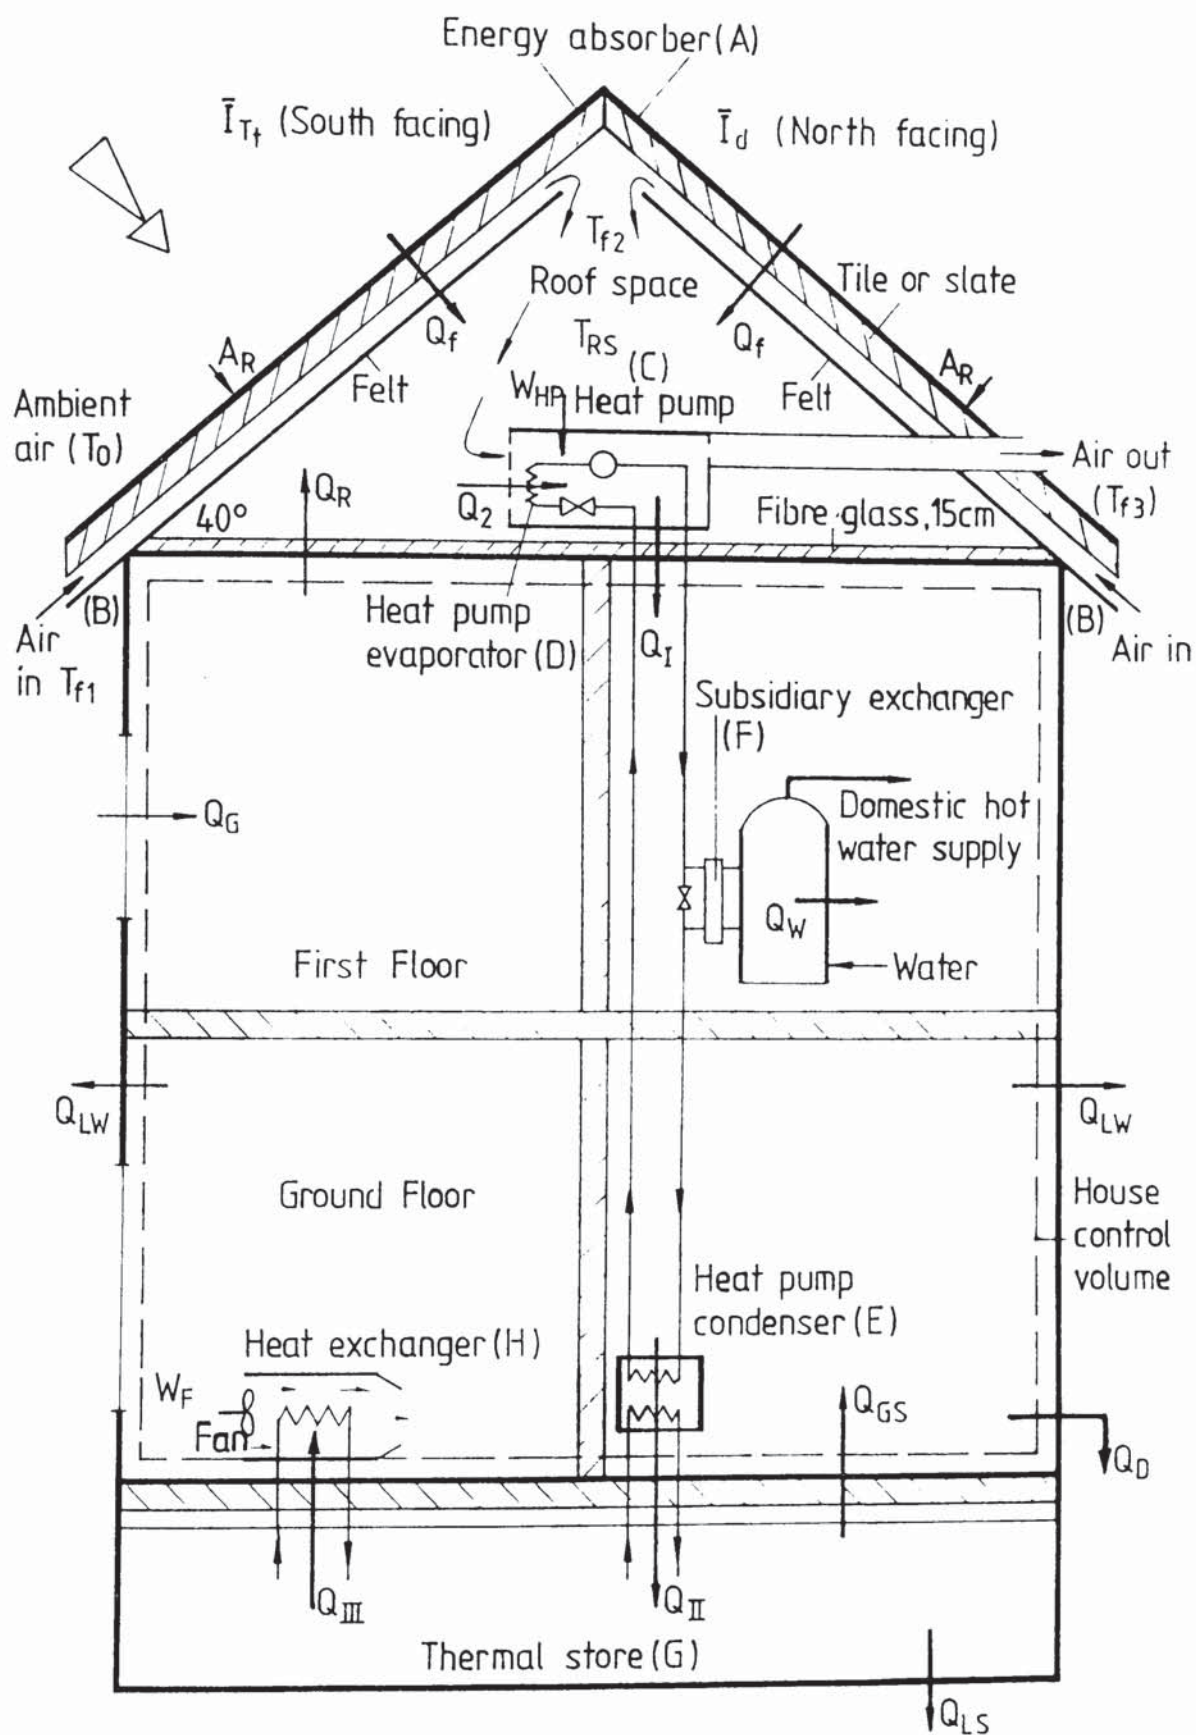 Energy absorber (A)
Ī_Tt (South facing)
Ī_d (North facing)
T_f2
Roof space
Tile or slate
Q_f
T_RS
(C)
Q_f
A_R
Felt
Felt
A_R
Ambient
air (T_0)
W_HP
Heat pump
Air out
(T_f3)
Q_R
40°
Q_2
Fibre glass, 15cm
(B)
Air
in T_f1
Heat pump
evaporator (D)
Q_I
(B)
Air in
Subsidiary exchanger
(F)
Q_G
Domestic hot
water supply
Q_W
First Floor
Water
Q_LW
Q_LW
Ground Floor
House
control
volume
Heat pump
condenser (E)
Heat exchanger (H)
W_F
Fan
Q_GS
Q_D
Q_III
Q_II
Thermal store (G)
Q_LS